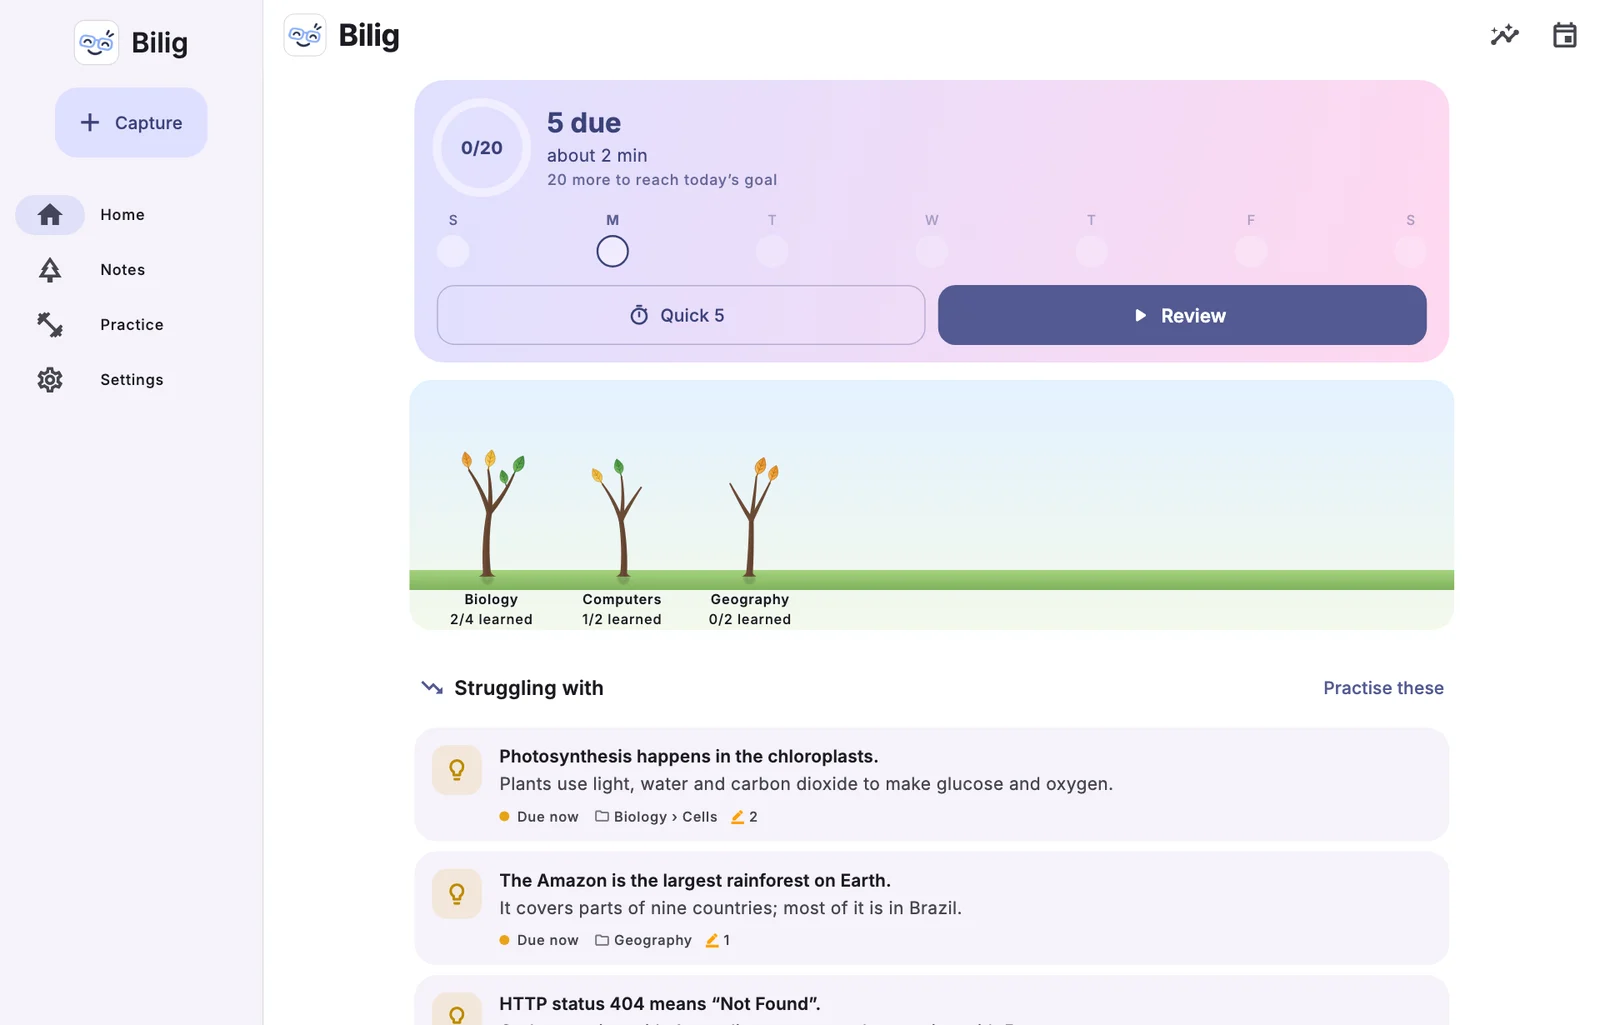 Bilig
Capture
Home
Notes
Practice
Settings
Bilig
0/20
5 due
about 2 min
20 more to reach today’s goal
S M T W T F S
Quick 5
Review
Biology
2/4 learned
Computers
1/2 learned
Geography
0/2 learned
Struggling with
Practise these
Photosynthesis happens in the chloroplasts.
Plants use light, water and carbon dioxide to make glucose and oxygen.
Due now Biology › Cells 2
The Amazon is the largest rainforest on Earth.
It covers parts of nine countries; most of it is in Brazil.
Due now Geography 1
HTTP status 404 means “Not Found”.